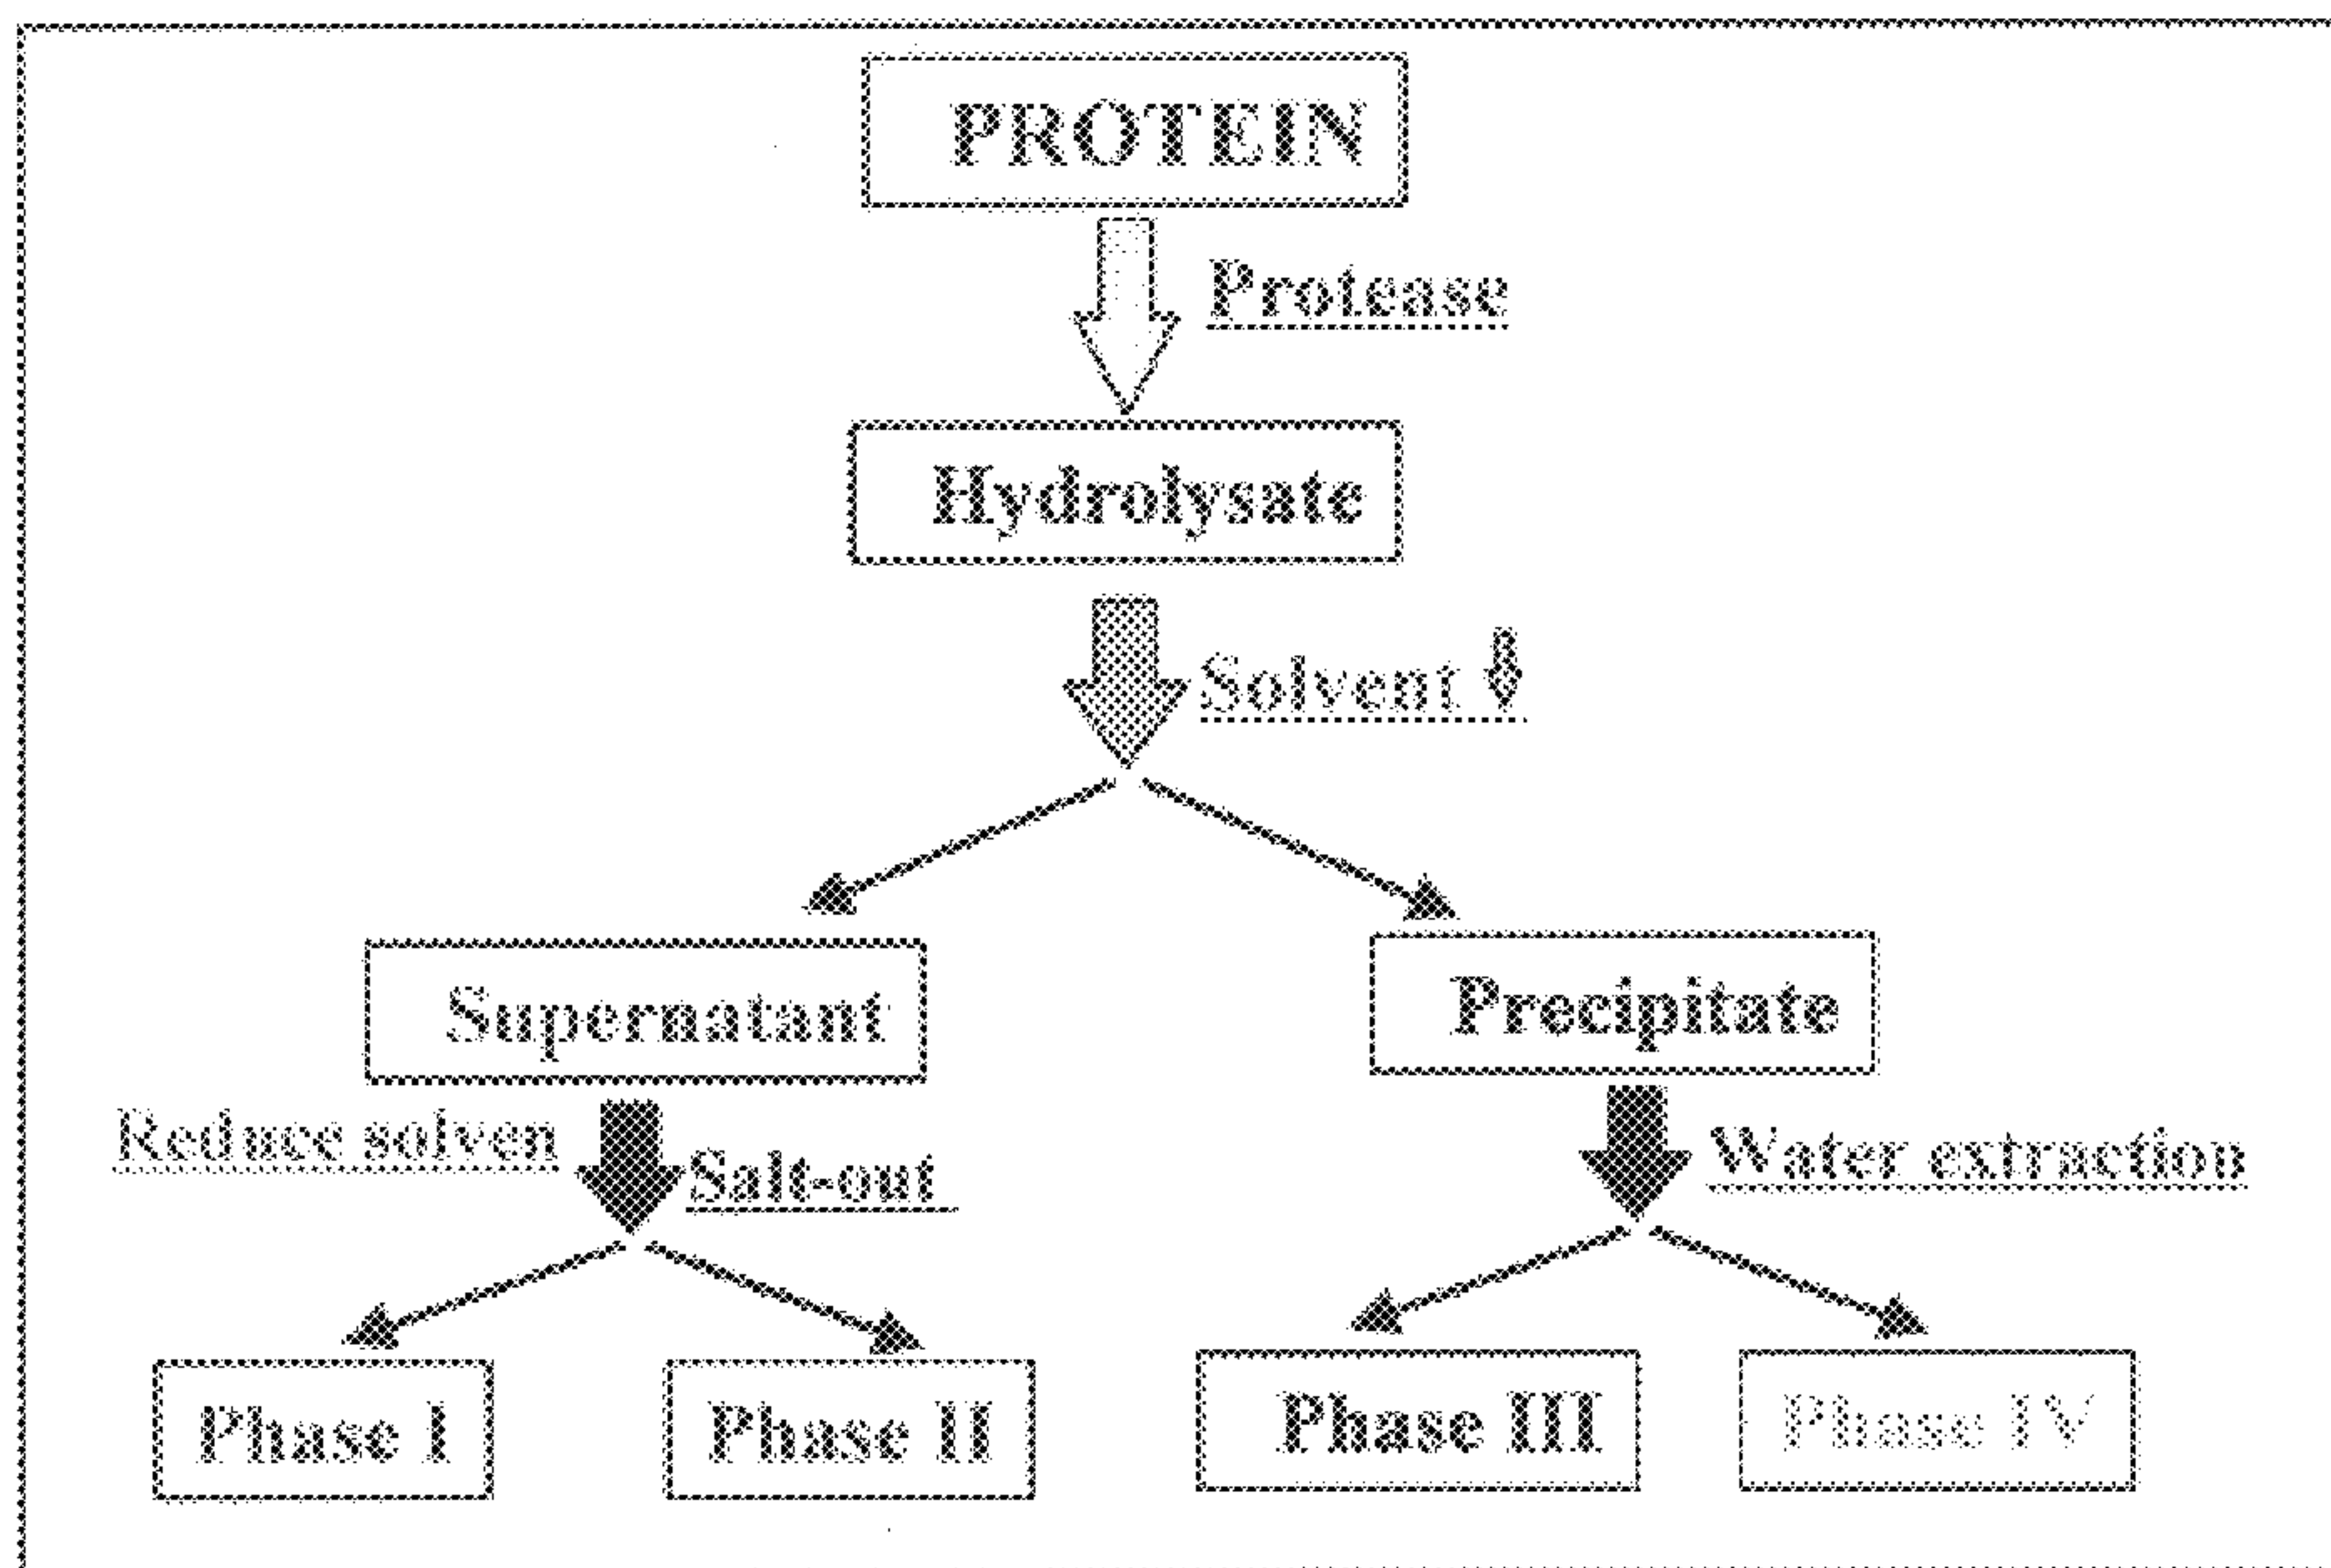 PROTEIN
Protease
Hydrolysate
Solvent
Supernatant
Precipitate
Reduce solven
Salt-out
Water extraction
Phase I
Phase II
Phase III
Phase IV